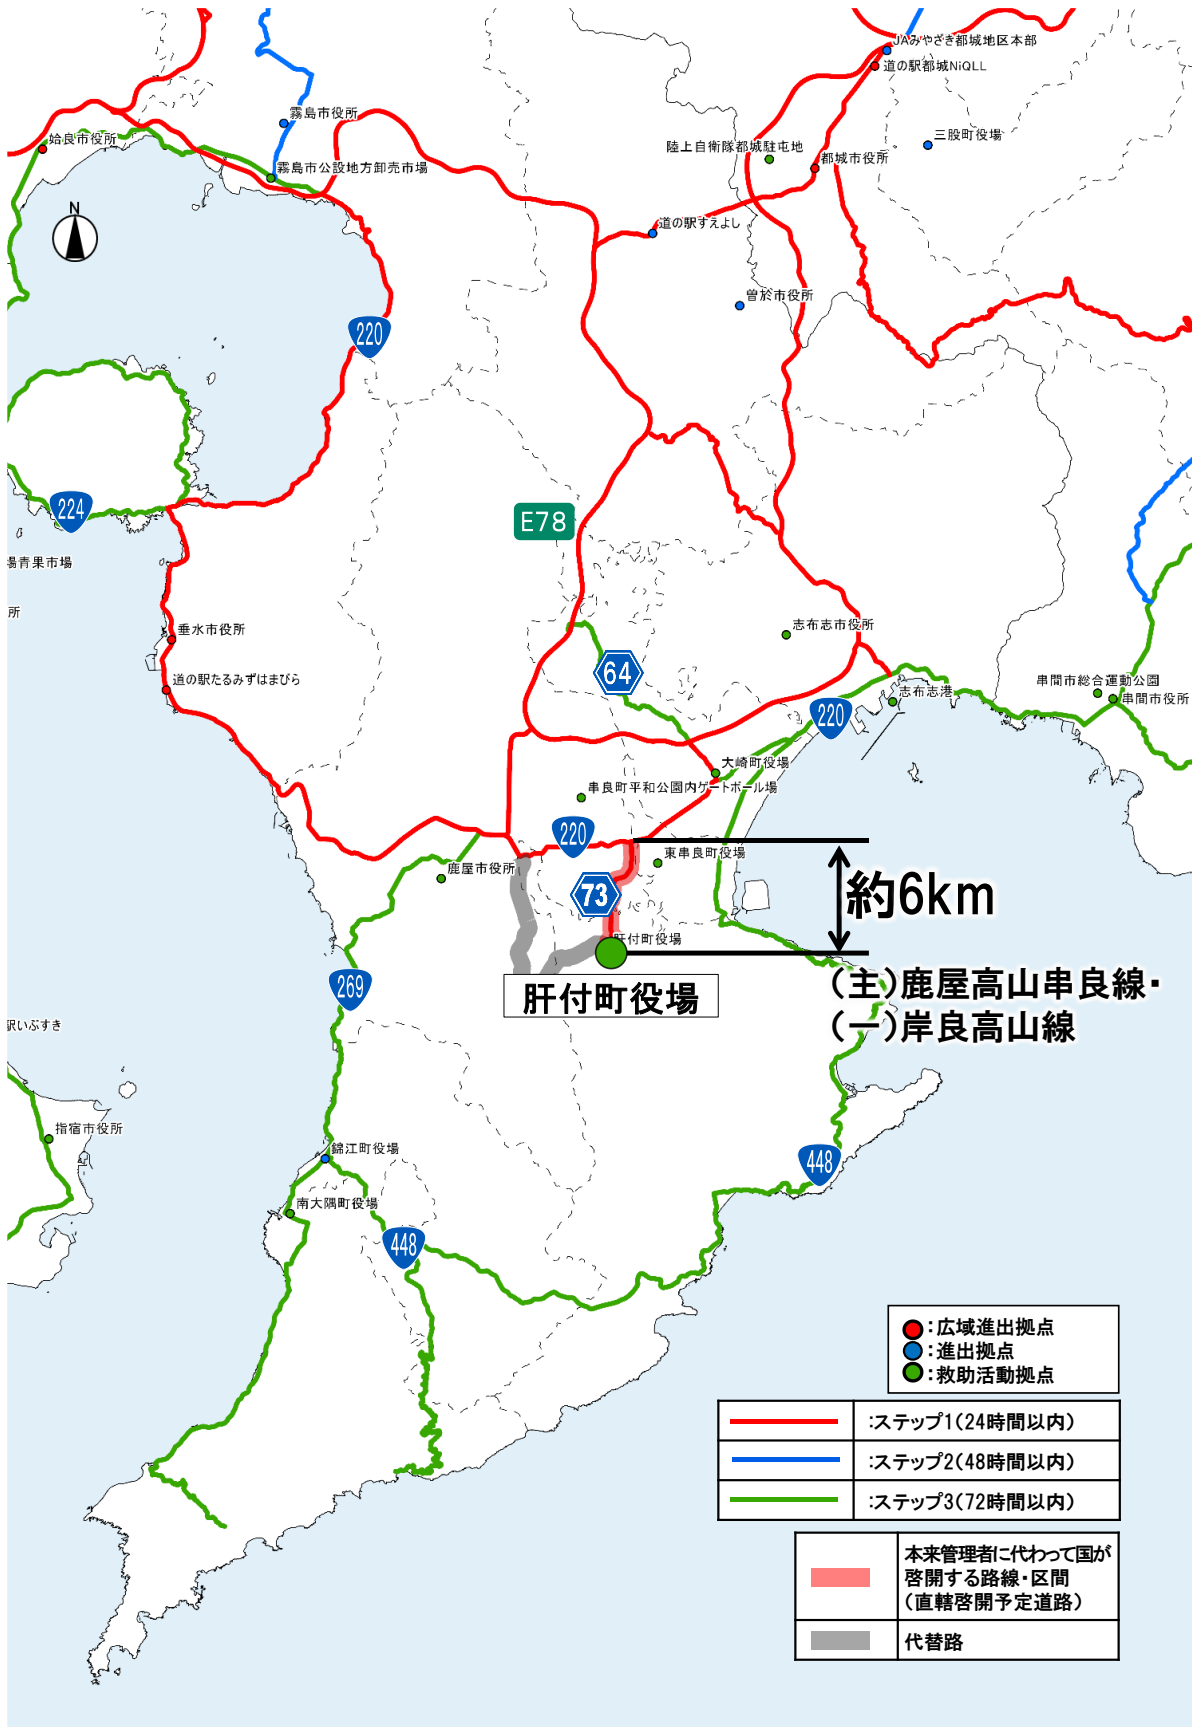 JAみやざき都城地区本部
道の駅都城NiQLL
霧島市役所
三股町役場
姶良市役所
陸上自衛隊都城駐屯地
都城市役所
霧島市公設地方卸売市場
N
道の駅すえよし
曽於市役所
220
224
E78
場青果市場
所
垂水市役所
志布志市役所
64
道の駅たるみずはまびら
串間市総合運動公園
串間市役所
志布志港
220
大崎町役場
串良町平和公園内ゲートボール場
220
東串良町役場
鹿屋市役所
73
約6km
肝付町役場
肝付町役場
269
(主)鹿屋高山串良線・
(一)岸良高山線
駅いぶすき
指宿市役所
錦江町役場
448
南大隅町役場
448
:広域進出拠点
:進出拠点
:救助活動拠点
:ステップ1(24時間以内)
:ステップ2(48時間以内)
:ステップ3(72時間以内)
本来管理者に代わって国が
啓開する路線・区間
(直轄啓開予定道路)
代替路